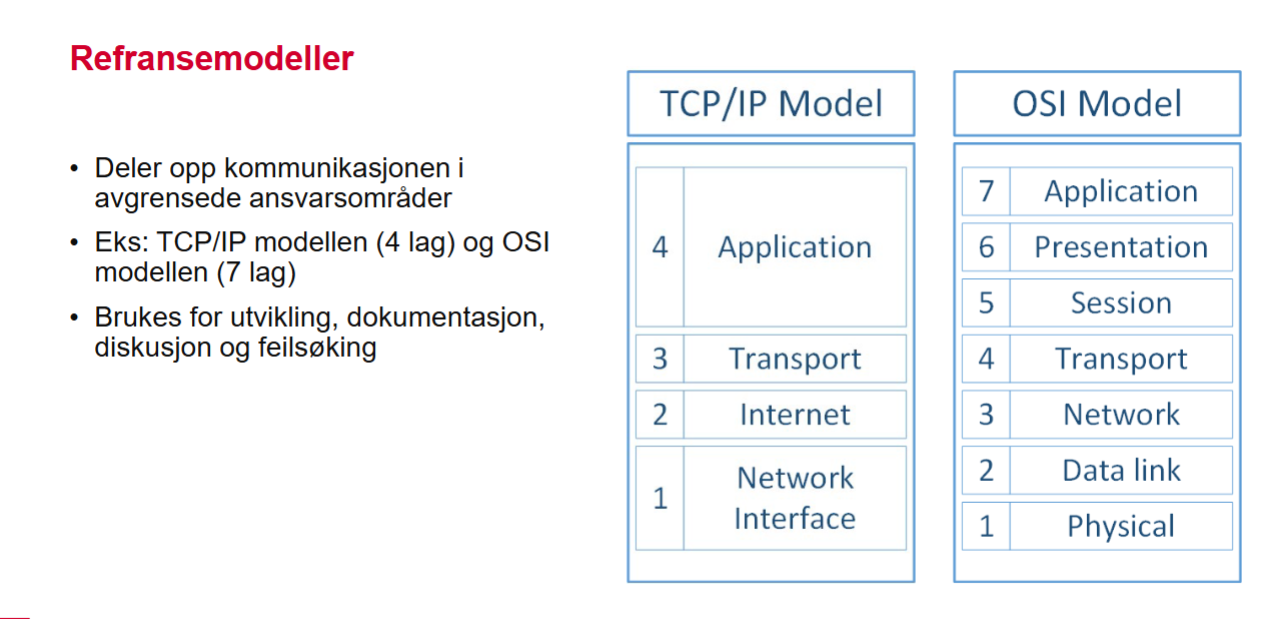 Refransemodeller
• Deler opp kommunikasjonen i
avgrensede ansvarsområder
• Eks: TCP/IP modellen (4 lag) og OSI
modellen (7 lag)
• Brukes for utvikling, dokumentasjon,
diskusjon og feilsøking
TCP/IP Model
4 Application
3 Transport
2 Internet
1 Network
Interface
OSI Model
7 Application
6 Presentation
5 Session
4 Transport
3 Network
2 Data link
1 Physical